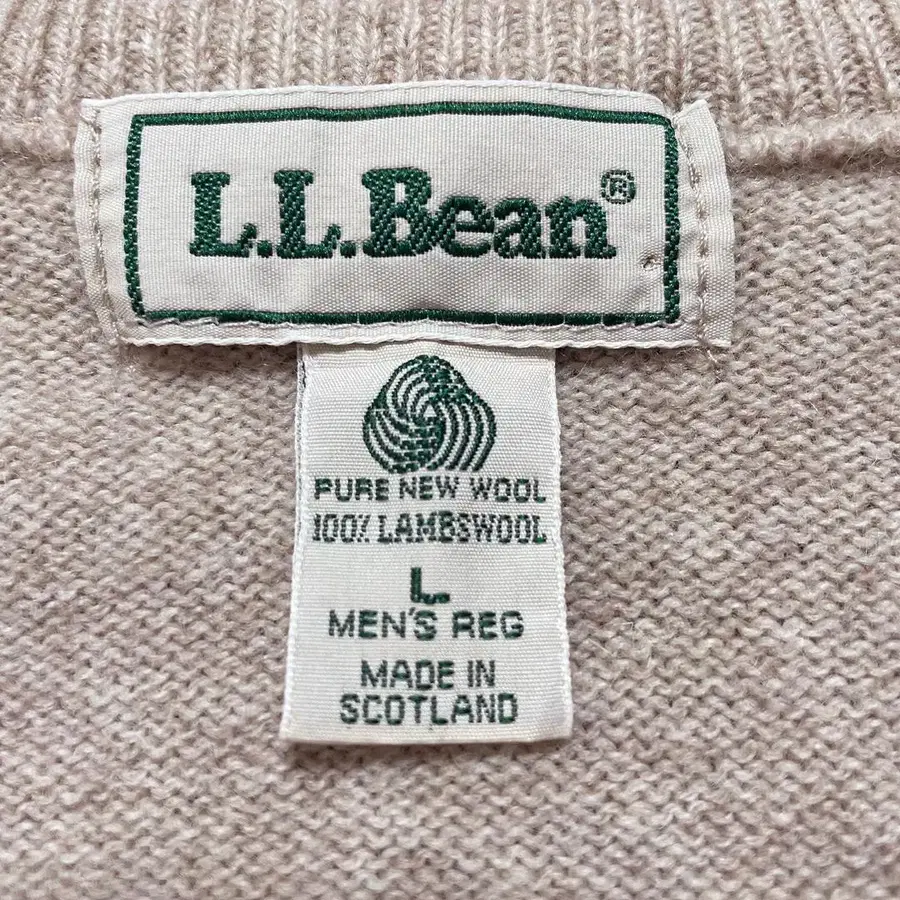 L.L.Bean®
PURE NEW WOOL
100% LAMBSWOOL
L
MEN'S REG
MADE IN
SCOTLAND